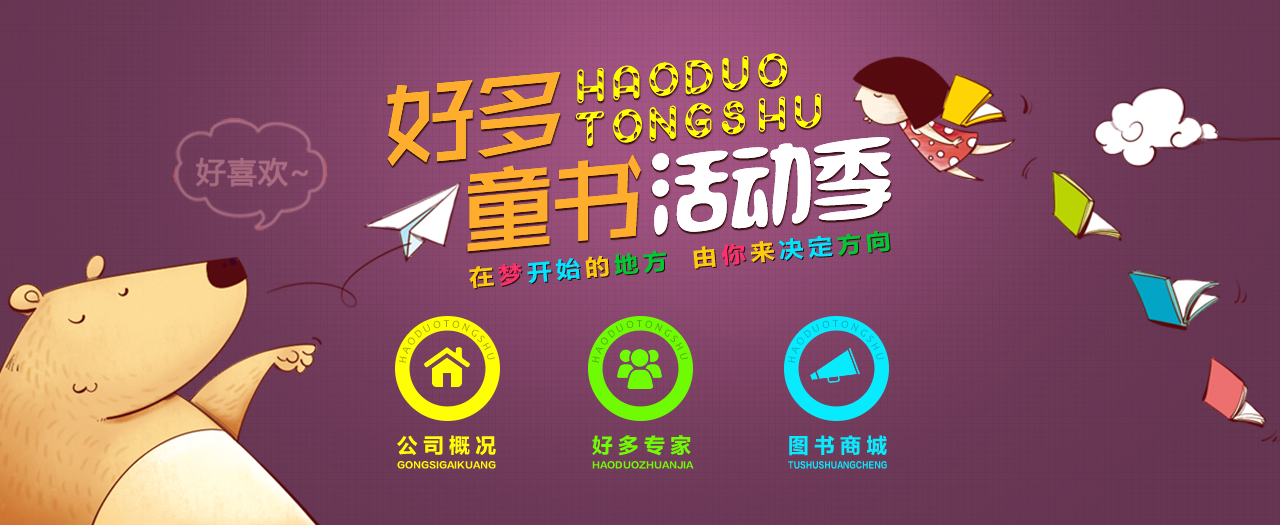 好多
HAODUO
TONGSHU
童书活动季
好喜欢~
在梦开始的地方 由你来决定方向
HAODUOTONGSHU
HAODUOTONGSHU
HAODUOTONGSHU
公司概况
好多专家
图书商城
GONGSIGAIKUANG
HAODUOZHUANJIA
TUSHUSHUANGCHENG